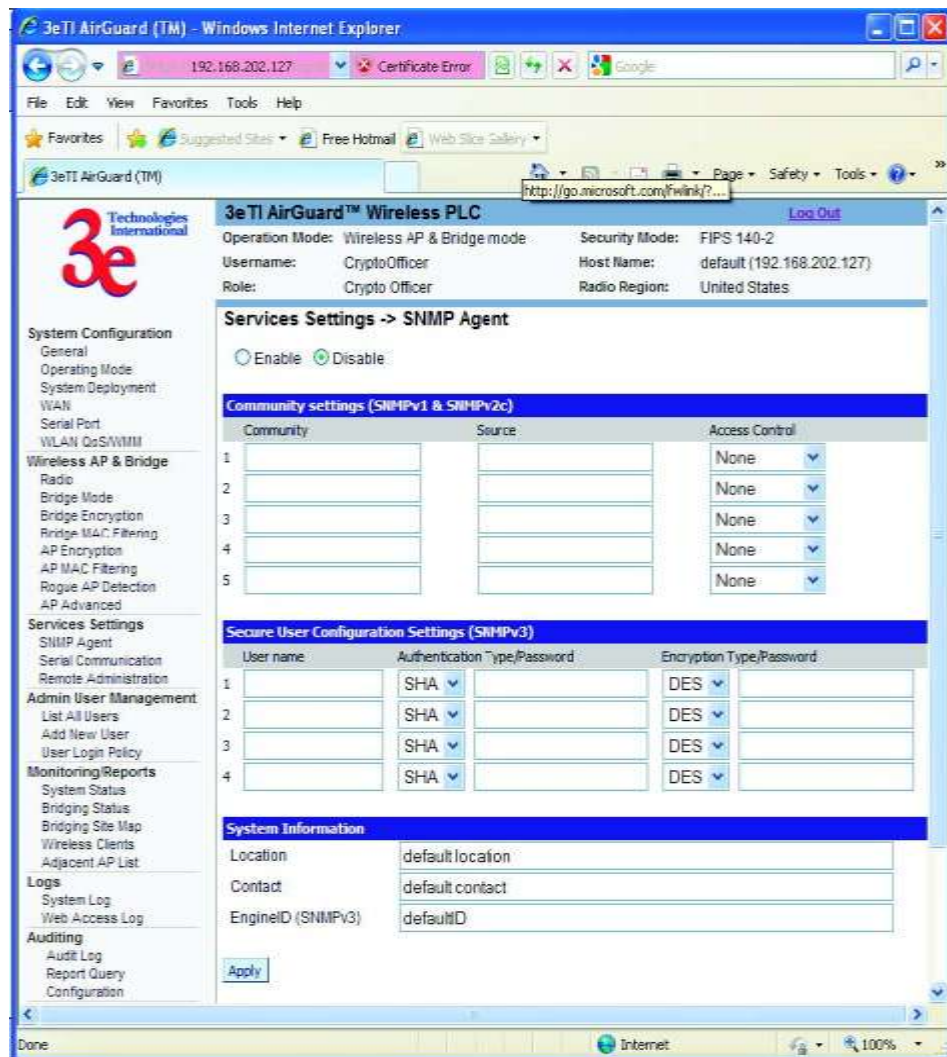 3eTI AirGuard (TM) - Windows Internet Explorer
192.168.202.127 Certificate Error Google
File Edit View Favorites Tools Help
Favorites Suggested Sites Free Hotmail Web Slice Gallery
3eTI AirGuard (TM) Page Safety Tools »
http://go.microsoft.com/fwlink/?....
3e Technologies International
3eTI AirGuard™ Wireless PLC Log Out
Operation Mode: Wireless AP & Bridge mode Security Mode: FIPS 140-2
Username: CryptoOfficer Host Name: default (192.168.202.127)
Role: Crypto Officer Radio Region: United States
System Configuration
General
Operating Mode
System Deployment
WAN
Serial Port
WLAN QoS/WMM
Wireless AP & Bridge
Radio
Bridge Mode
Bridge Encryption
Bridge MAC Filtering
AP Encryption
AP MAC Filtering
Rogue AP Detection
AP Advanced
Services Settings
SNMP Agent
Serial Communication
Remote Administration
Admin User Management
List All Users
Add New User
User Login Policy
Monitoring/Reports
System Status
Bridging Status
Bridging Site Map
Wireless Clients
Adjacent AP List
Logs
System Log
Web Access Log
Auditing
Audit Log
Report Query
Configuration
Services Settings -> SNMP Agent
Enable Disable
Community settings (SNMPv1 & SNMPv2c)
Community Source Access Control
1 None
2 None
3 None
4 None
5 None
Secure User Configuration Settings (SNMPv3)
User name Authentication Type/Password Encryption Type/Password
1 SHA DES
2 SHA DES
3 SHA DES
4 SHA DES
System Information
Location default location
Contact default contact
EngineID (SNMPv3) defaultID
Apply
Done Internet 100%